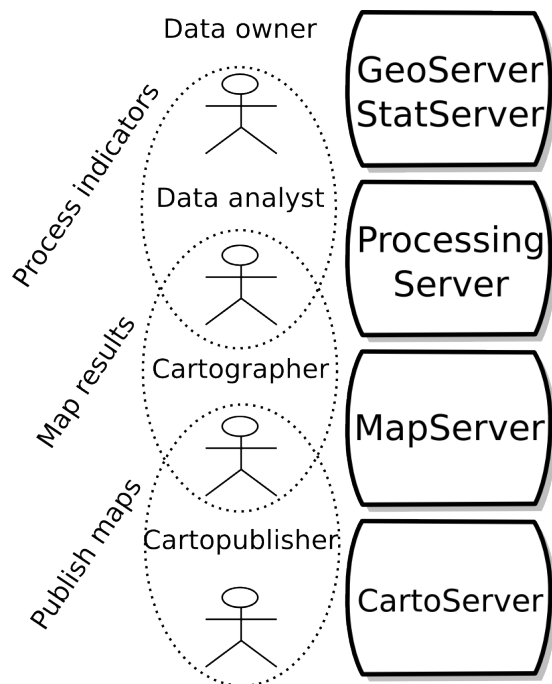 Data owner
GeoServer
StatServer
Process indicators
Data analyst
Processing
Server
Map results
Cartographer
MapServer
Publish maps
Cartopublisher
CartoServer